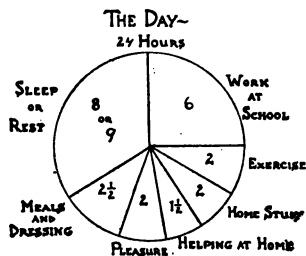 THE DAY~
24 HOURS
SLEEP
OR
REST
8
OR
9
6
WORK
AT
SCHOOL
2
EXERCISE
2
HOME STUDY
1½
HELPING AT HOME
2
PLEASURE
2½
MEALS
AND
DRESSING